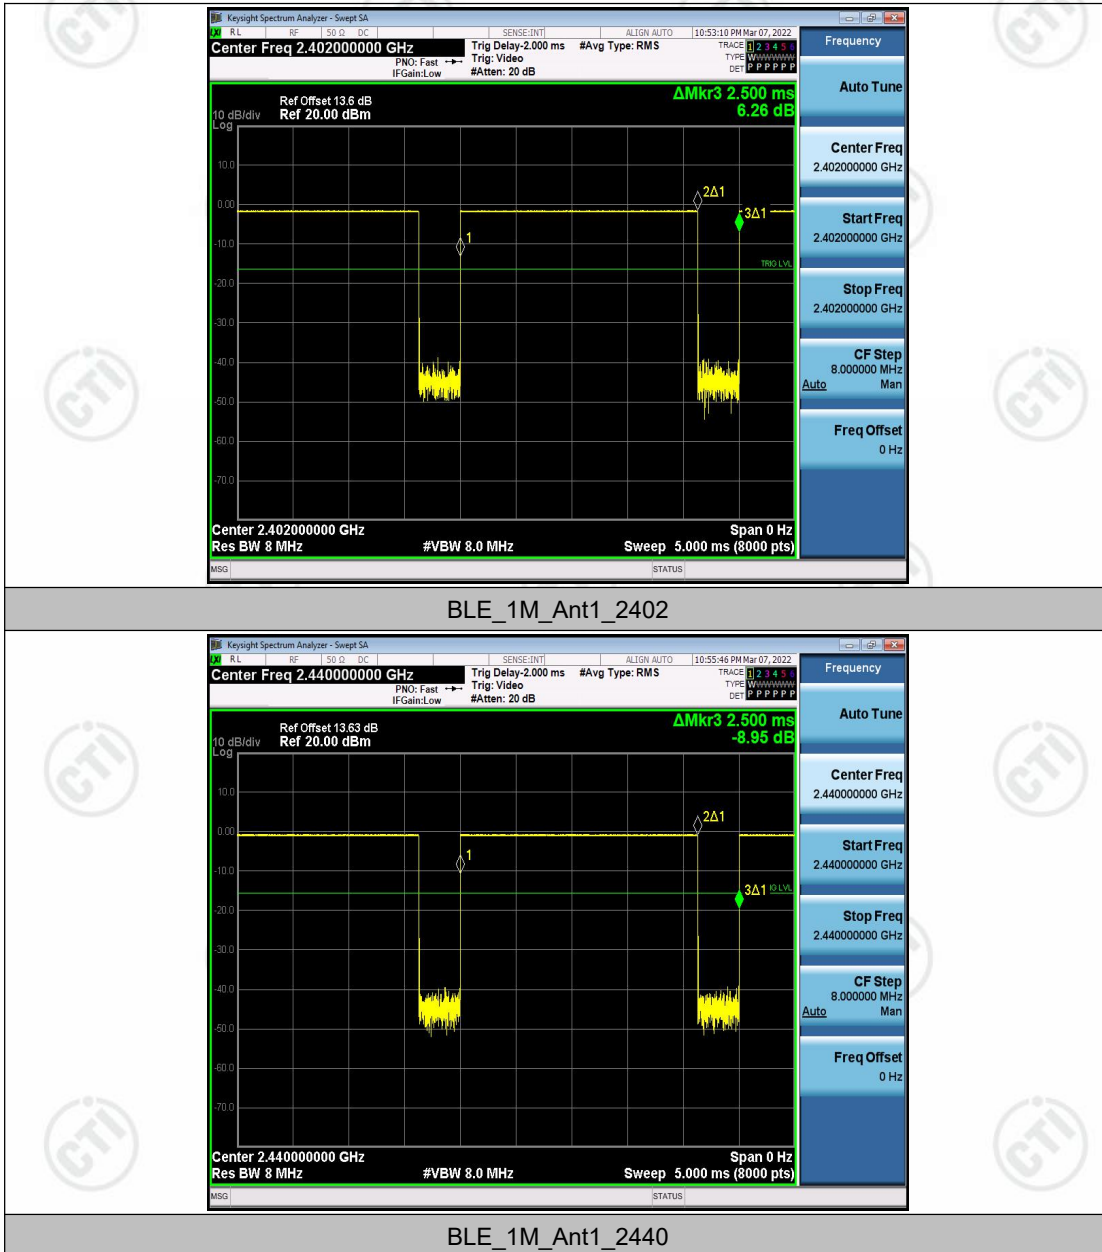 Keysight Spectrum Analyzer - Swept SA
LXI RL RF 50 Ω DC SENSE:INT ALIGN AUTO 10:53:10 PM Mar 07, 2022
Center Freq 2.402000000 GHz
PNO: Fast
IFGain:Low
Trig Delay-2.000 ms
Trig: Video
#Atten: 20 dB
#Avg Type: RMS
TRACE 1 2 3 4 5 6
TYPE WWWWWW
DET P P P P P P
Frequency
Auto Tune
Center Freq
2.402000000 GHz
Start Freq
2.402000000 GHz
Stop Freq
2.402000000 GHz
CF Step
8.000000 MHz
Auto Man
Freq Offset
0 Hz
ΔMkr3 2.500 ms
6.26 dB
Ref Offset 13.6 dB
10 dB/div Ref 20.00 dBm
Log
10.0
0.00
-10.0
-20.0
-30.0
-40.0
-50.0
-60.0
-70.0
1
2Δ1
3Δ1
TRIG LVL
Center 2.402000000 GHz Span 0 Hz
Res BW 8 MHz #VBW 8.0 MHz Sweep 5.000 ms (8000 pts)
MSG STATUS
BLE_1M_Ant1_2402
Keysight Spectrum Analyzer - Swept SA
LXI RL RF 50 Ω DC SENSE:INT ALIGN AUTO 10:55:46 PM Mar 07, 2022
Center Freq 2.440000000 GHz
PNO: Fast
IFGain:Low
Trig Delay-2.000 ms
Trig: Video
#Atten: 20 dB
#Avg Type: RMS
TRACE 1 2 3 4 5 6
TYPE WWWWWW
DET P P P P P P
Frequency
Auto Tune
Center Freq
2.440000000 GHz
Start Freq
2.440000000 GHz
Stop Freq
2.440000000 GHz
CF Step
8.000000 MHz
Auto Man
Freq Offset
0 Hz
ΔMkr3 2.500 ms
-8.95 dB
Ref Offset 13.63 dB
10 dB/div Ref 20.00 dBm
Log
10.0
0.00
-10.0
-20.0
-30.0
-40.0
-50.0
-60.0
-70.0
1
2Δ1
3Δ1
IG LVL
Center 2.440000000 GHz Span 0 Hz
Res BW 8 MHz #VBW 8.0 MHz Sweep 5.000 ms (8000 pts)
MSG STATUS
BLE_1M_Ant1_2440
CTI
CTI
CTI
CTI
CTI
CTI
CTI
CTI